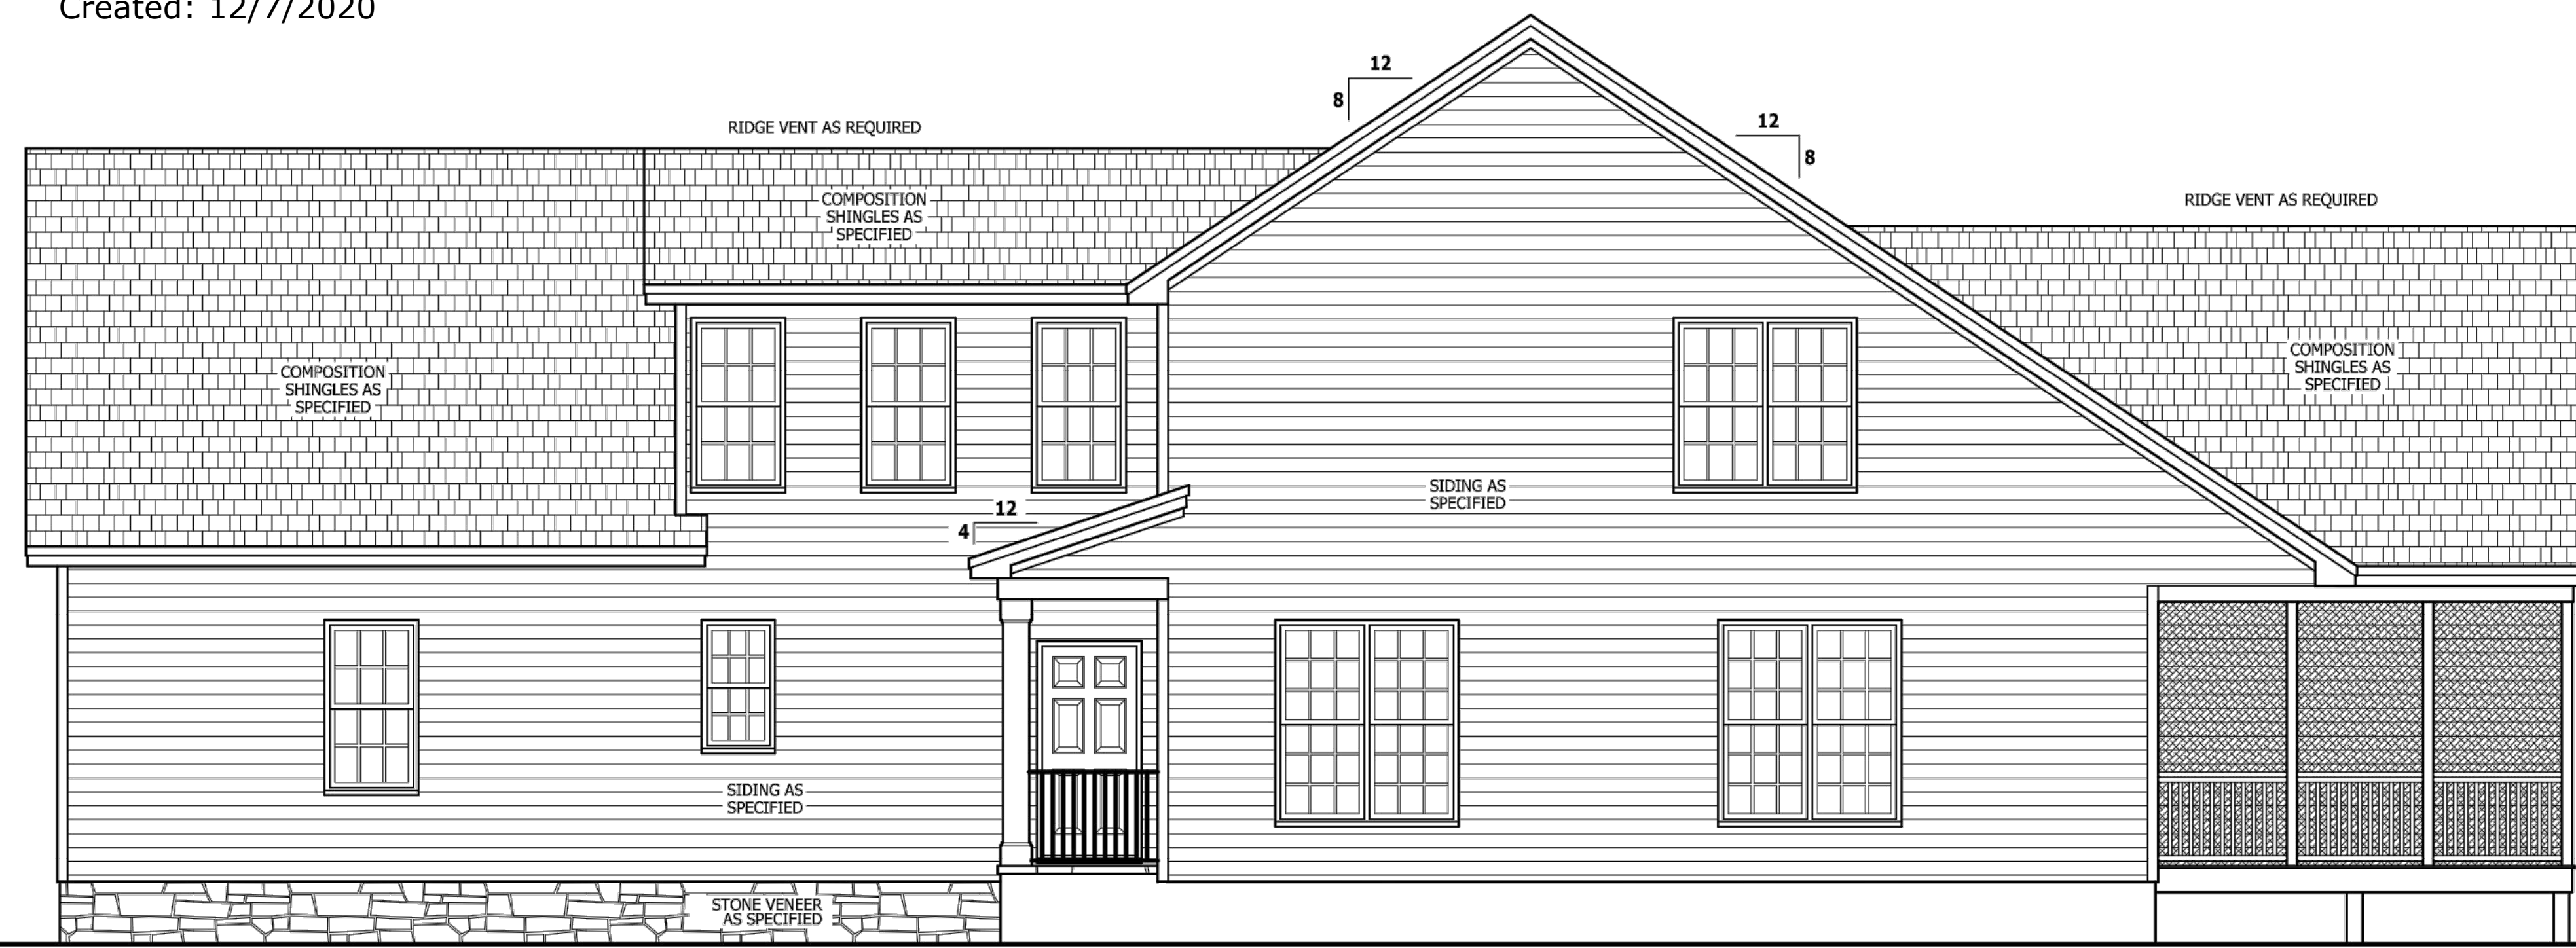 Created: 12/7/2020
12
8
12
8
RIDGE VENT AS REQUIRED
RIDGE VENT AS REQUIRED
COMPOSITION
SHINGLES AS
SPECIFIED
COMPOSITION
SHINGLES AS
SPECIFIED
COMPOSITION
SHINGLES AS
SPECIFIED
SIDING AS
SPECIFIED
12
4
SIDING AS
SPECIFIED
STONE VENEER
AS SPECIFIED